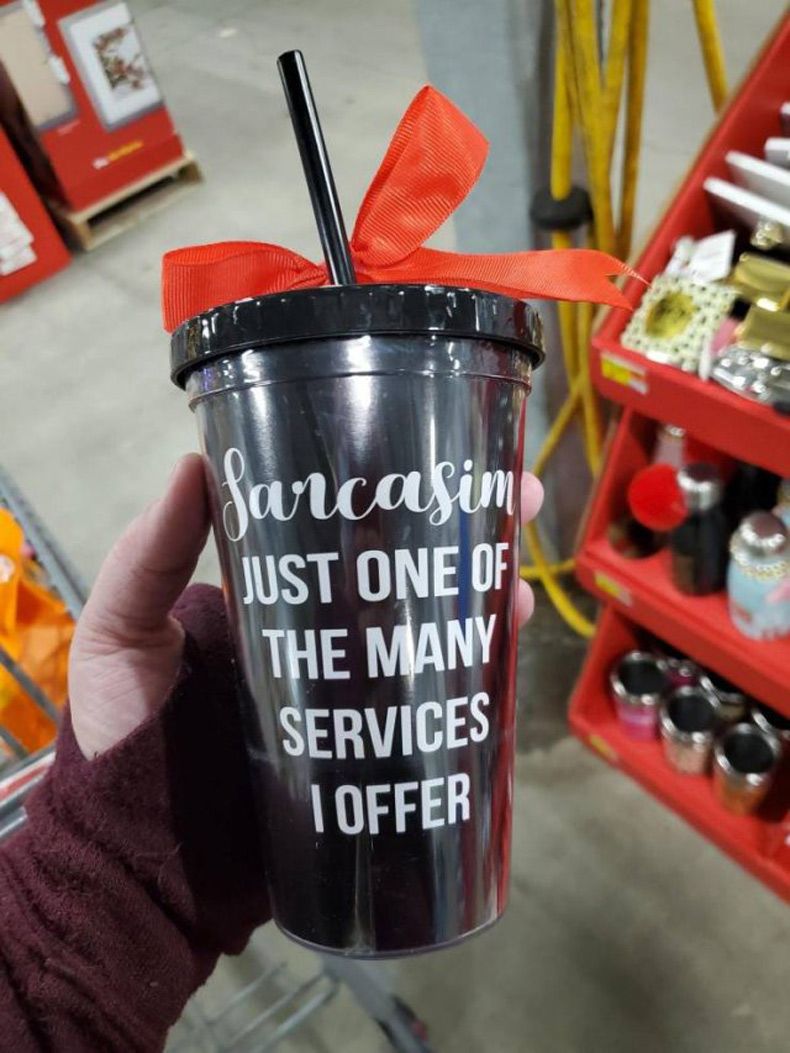 Sarcasim
JUST ONE OF
THE MANY
SERVICES
I OFFER